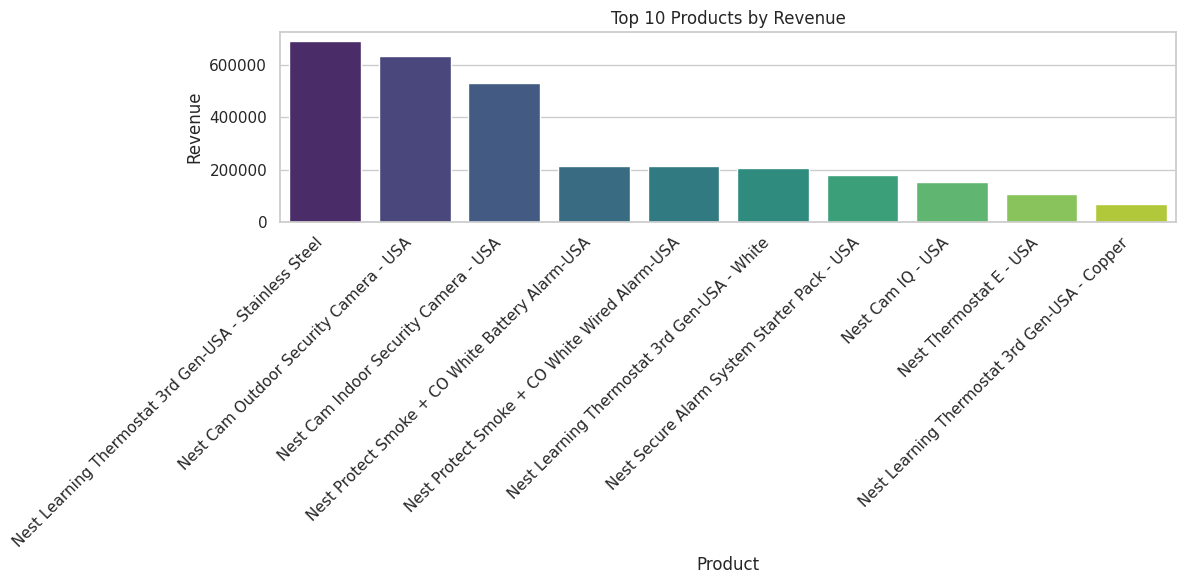 Top 10 Products by Revenue
Revenue
600000
400000
200000
0
Nest Learning Thermostat 3rd Gen-USA - Stainless Steel
Nest Cam Outdoor Security Camera - USA
Nest Cam Indoor Security Camera - USA
Nest Protect Smoke + CO White Battery Alarm-USA
Nest Protect Smoke + CO White Wired Alarm-USA
Nest Learning Thermostat 3rd Gen-USA - White
Nest Secure Alarm System Starter Pack - USA
Nest Cam IQ - USA
Nest Thermostat E - USA
Nest Learning Thermostat 3rd Gen-USA - Copper
Product